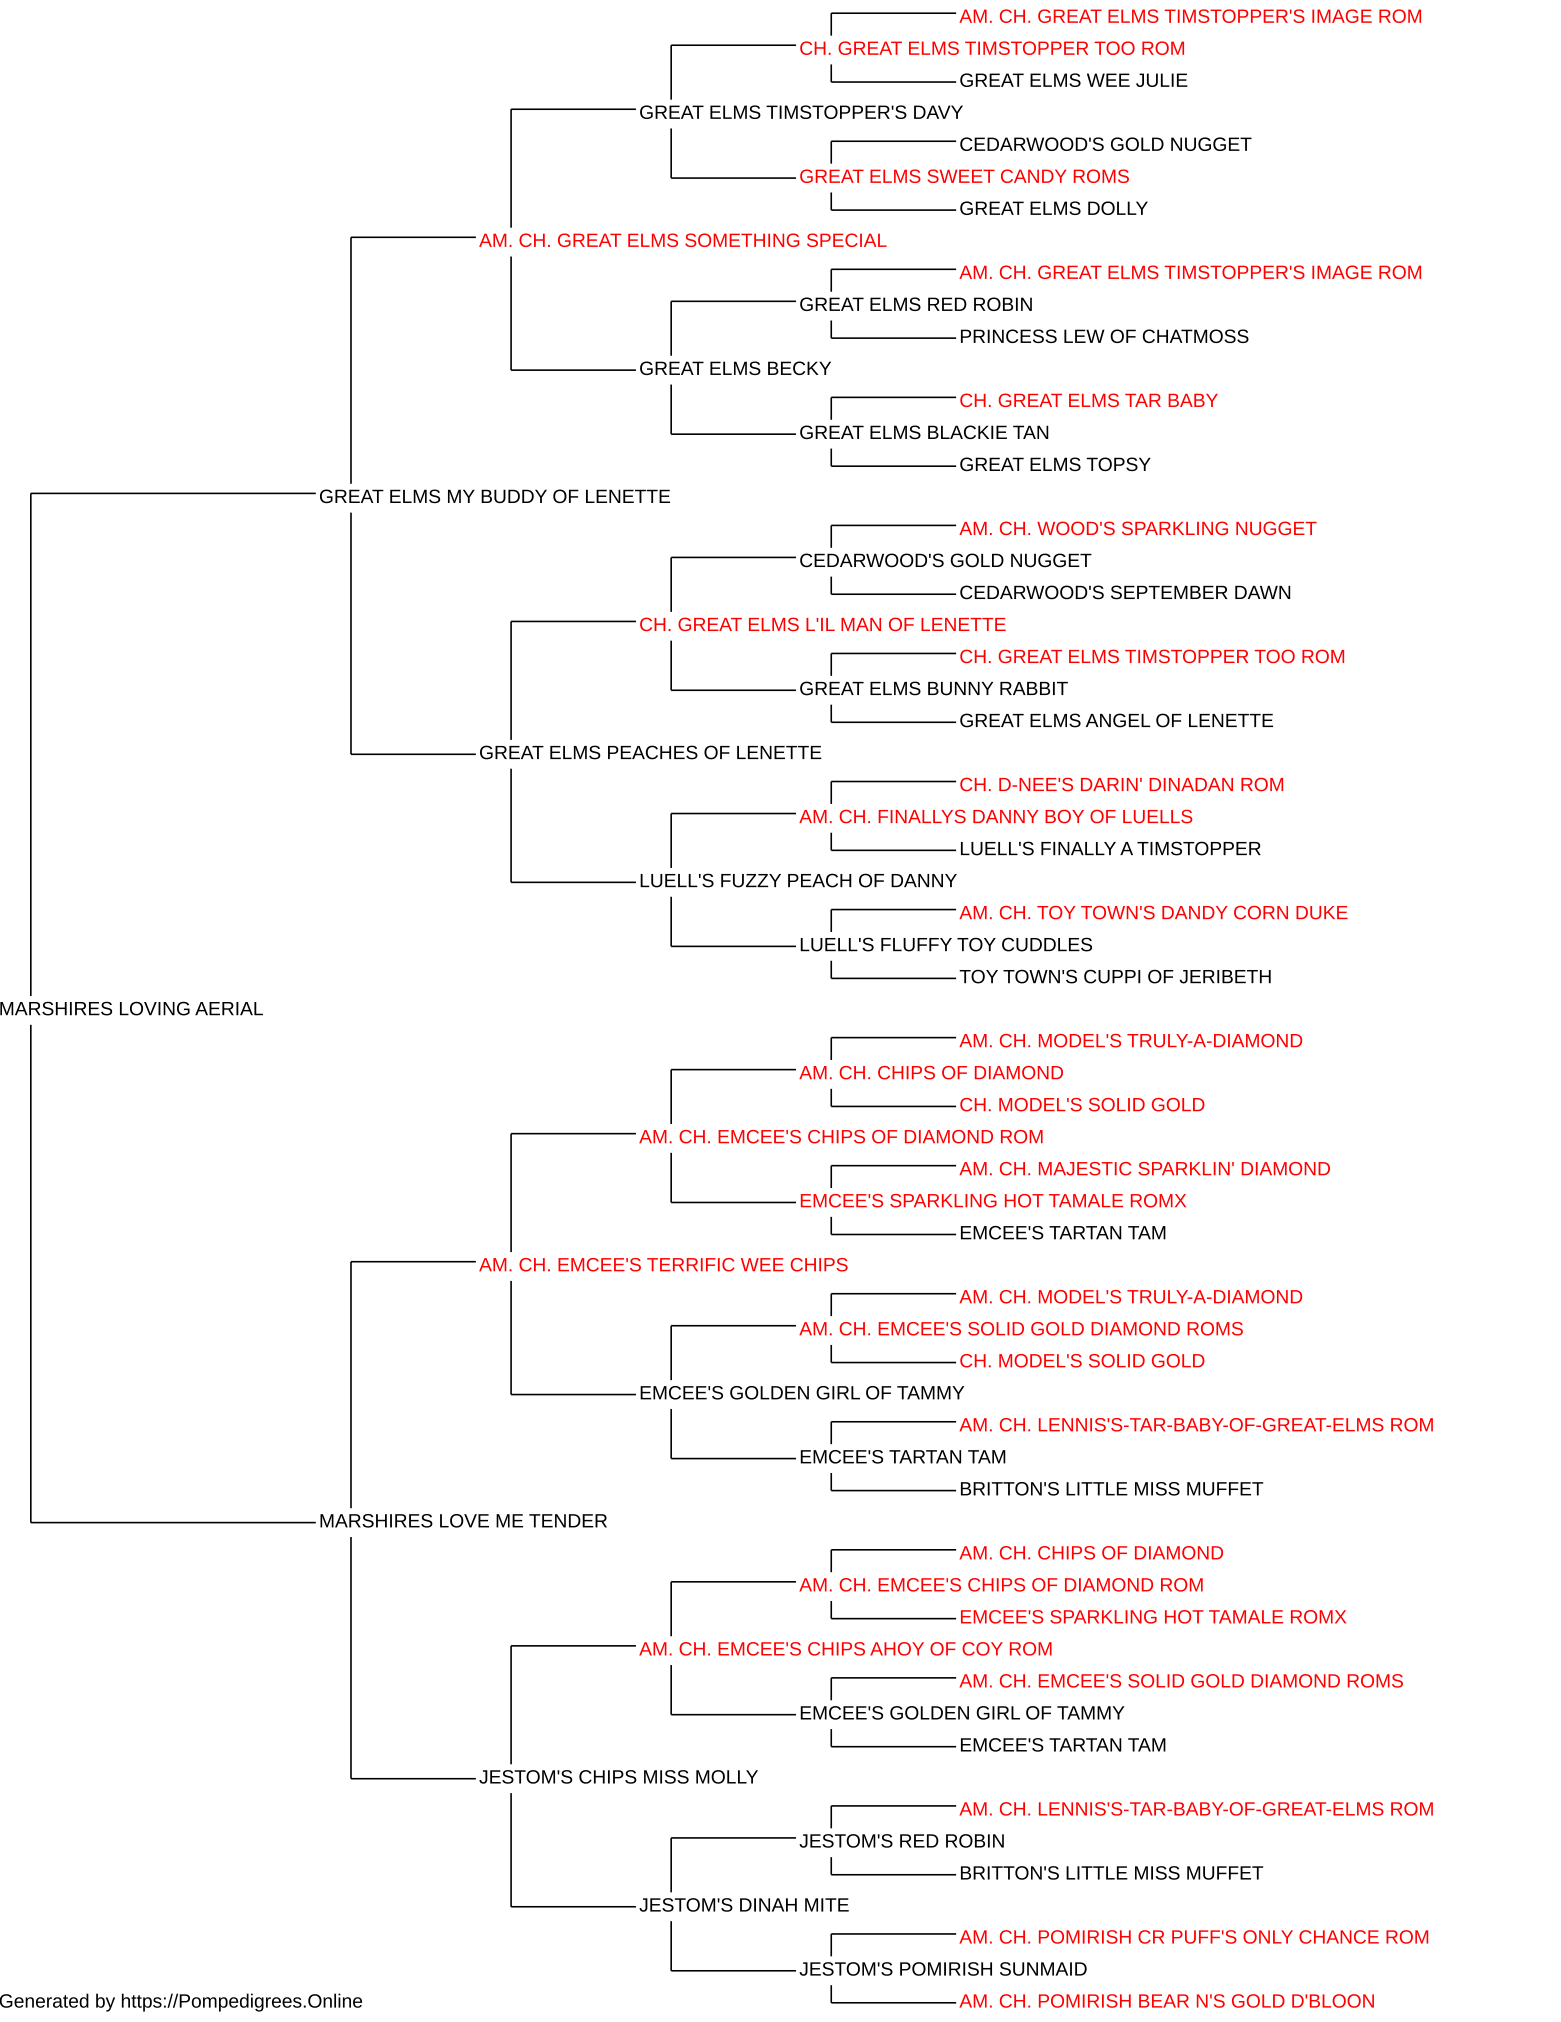 AM. CH. GREAT ELMS TIMSTOPPER'S IMAGE ROM
CH. GREAT ELMS TIMSTOPPER TOO ROM
GREAT ELMS WEE JULIE
GREAT ELMS TIMSTOPPER'S DAVY
CEDARWOOD'S GOLD NUGGET
GREAT ELMS SWEET CANDY ROMS
GREAT ELMS DOLLY
AM. CH. GREAT ELMS SOMETHING SPECIAL
AM. CH. GREAT ELMS TIMSTOPPER'S IMAGE ROM
GREAT ELMS RED ROBIN
PRINCESS LEW OF CHATMOSS
GREAT ELMS BECKY
CH. GREAT ELMS TAR BABY
GREAT ELMS BLACKIE TAN
GREAT ELMS TOPSY
GREAT ELMS MY BUDDY OF LENETTE
AM. CH. WOOD'S SPARKLING NUGGET
CEDARWOOD'S GOLD NUGGET
CEDARWOOD'S SEPTEMBER DAWN
CH. GREAT ELMS L'IL MAN OF LENETTE
CH. GREAT ELMS TIMSTOPPER TOO ROM
GREAT ELMS BUNNY RABBIT
GREAT ELMS ANGEL OF LENETTE
GREAT ELMS PEACHES OF LENETTE
CH. D-NEE'S DARIN' DINADAN ROM
AM. CH. FINALLYS DANNY BOY OF LUELLS
LUELL'S FINALLY A TIMSTOPPER
LUELL'S FUZZY PEACH OF DANNY
AM. CH. TOY TOWN'S DANDY CORN DUKE
LUELL'S FLUFFY TOY CUDDLES
TOY TOWN'S CUPPI OF JERIBETH
MARSHIRES LOVING AERIAL
AM. CH. MODEL'S TRULY-A-DIAMOND
AM. CH. CHIPS OF DIAMOND
CH. MODEL'S SOLID GOLD
AM. CH. EMCEE'S CHIPS OF DIAMOND ROM
AM. CH. MAJESTIC SPARKLIN' DIAMOND
EMCEE'S SPARKLING HOT TAMALE ROMX
EMCEE'S TARTAN TAM
AM. CH. EMCEE'S TERRIFIC WEE CHIPS
AM. CH. MODEL'S TRULY-A-DIAMOND
AM. CH. EMCEE'S SOLID GOLD DIAMOND ROMS
CH. MODEL'S SOLID GOLD
EMCEE'S GOLDEN GIRL OF TAMMY
AM. CH. LENNIS'S-TAR-BABY-OF-GREAT-ELMS ROM
EMCEE'S TARTAN TAM
BRITTON'S LITTLE MISS MUFFET
MARSHIRES LOVE ME TENDER
AM. CH. CHIPS OF DIAMOND
AM. CH. EMCEE'S CHIPS OF DIAMOND ROM
EMCEE'S SPARKLING HOT TAMALE ROMX
AM. CH. EMCEE'S CHIPS AHOY OF COY ROM
AM. CH. EMCEE'S SOLID GOLD DIAMOND ROMS
EMCEE'S GOLDEN GIRL OF TAMMY
EMCEE'S TARTAN TAM
JESTOM'S CHIPS MISS MOLLY
AM. CH. LENNIS'S-TAR-BABY-OF-GREAT-ELMS ROM
JESTOM'S RED ROBIN
BRITTON'S LITTLE MISS MUFFET
JESTOM'S DINAH MITE
AM. CH. POMIRISH CR PUFF'S ONLY CHANCE ROM
JESTOM'S POMIRISH SUNMAID
AM. CH. POMIRISH BEAR N'S GOLD D'BLOON
Generated by https://Pompedigrees.Online